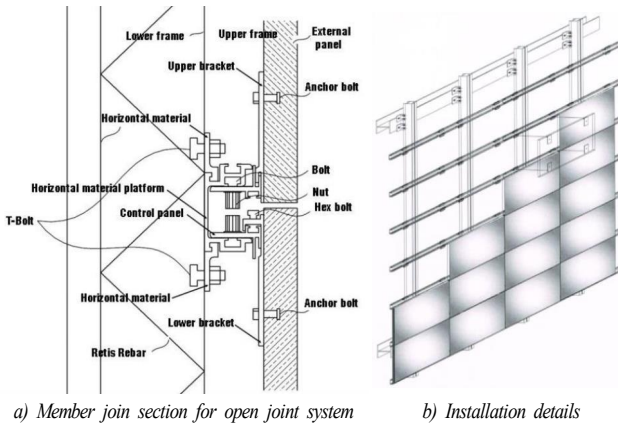 Lower frame
Upper frame
External
panel
Upper bracket
Anchor bolt
Horizontal material
Bolt
Horizontal material platform
Nut
T-Bolt
Control panel
Hex bolt
Horizontal material
Anchor bolt
Lower bracket
Retis Rebar
a) Member join section for open joint system
b) Installation details